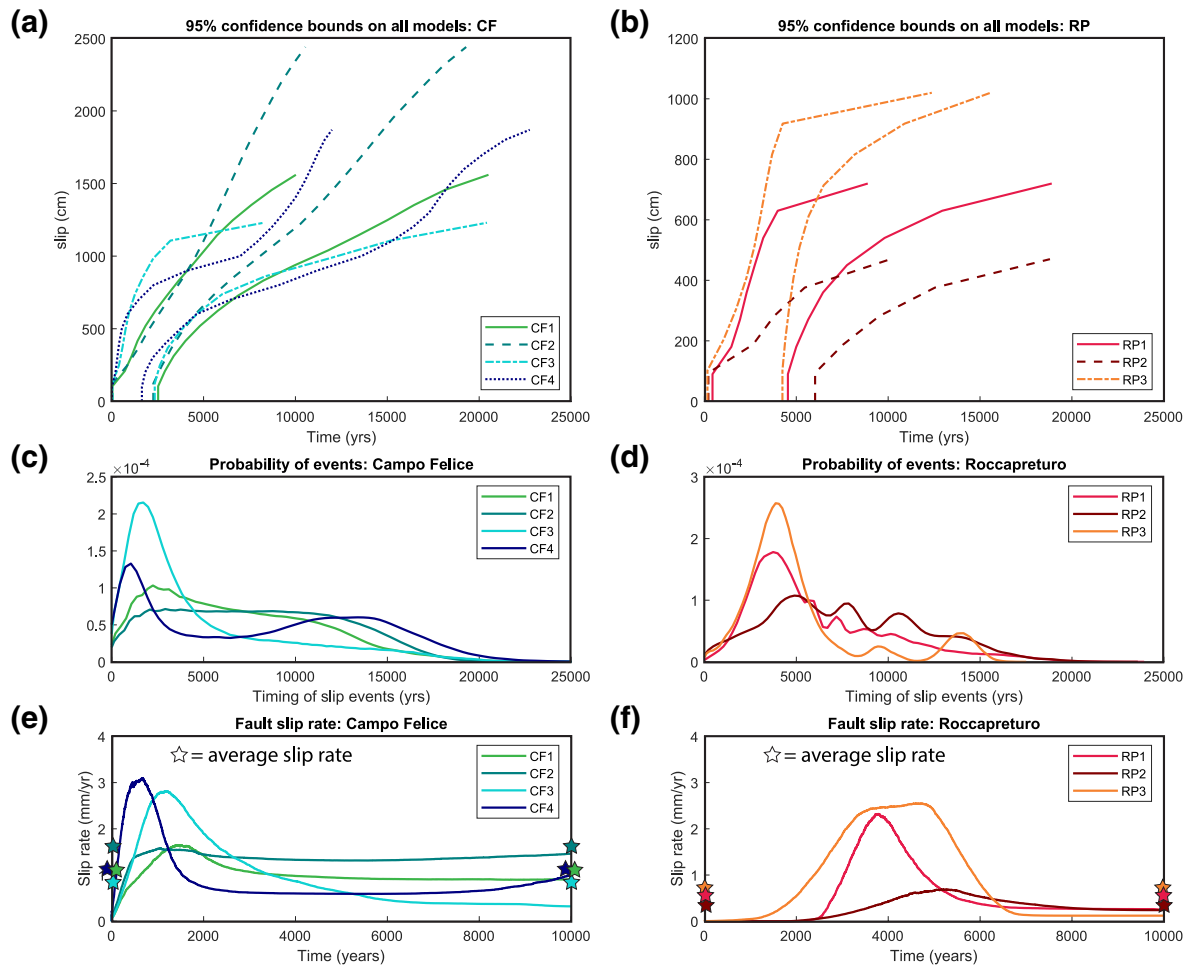 (a)
95% confidence bounds on all models: CF
2500
2000
1500
1000
500
0
slip (cm)
0 5000 10000 15000 20000 25000
Time (yrs)
CF1
CF2
CF3
CF4
(b)
95% confidence bounds on all models: RP
1200
1000
800
600
400
200
0
slip (cm)
0 5000 10000 15000 20000 25000
Time (yrs)
RP1
RP2
RP3
(c)
Probability of events: Campo Felice
×10⁻⁴
2.5
2
1.5
1
0.5
0
0 5000 10000 15000 20000 25000
Timing of slip events (yrs)
CF1
CF2
CF3
CF4
(d)
Probability of events: Roccapreturo
×10⁻⁴
3
2
1
0
0 5000 10000 15000 20000 25000
Timing of slip events (yrs)
RP1
RP2
RP3
(e)
Fault slip rate: Campo Felice
☆= average slip rate
4
3
2
1
0
Slip rate (mm/yr)
0 2000 4000 6000 8000 10000
Time (years)
CF1
CF2
CF3
CF4
(f)
Fault slip rate: Roccapreturo
☆= average slip rate
4
3
2
1
0
Slip rate (mm/yr)
0 2000 4000 6000 8000 10000
Time (years)
RP1
RP2
RP3